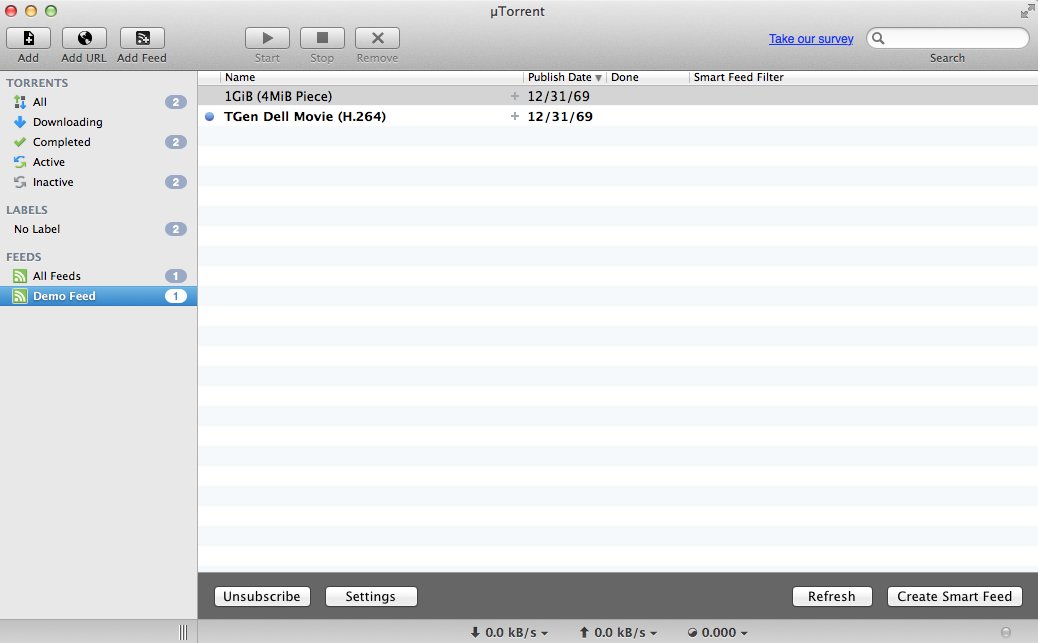 µTorrent
Add Add URL Add Feed Start Stop Remove Take our survey Search
TORRENTS
All 2
Downloading
Completed 2
Active
Inactive 2
LABELS
No Label 2
FEEDS
All Feeds 1
Demo Feed 1
Name Publish Date ▼ Done Smart Feed Filter
1GiB (4MiB Piece) + 12/31/69
TGen Dell Movie (H.264) + 12/31/69
Unsubscribe Settings Refresh Create Smart Feed
0.0 kB/s 0.0 kB/s 0.000